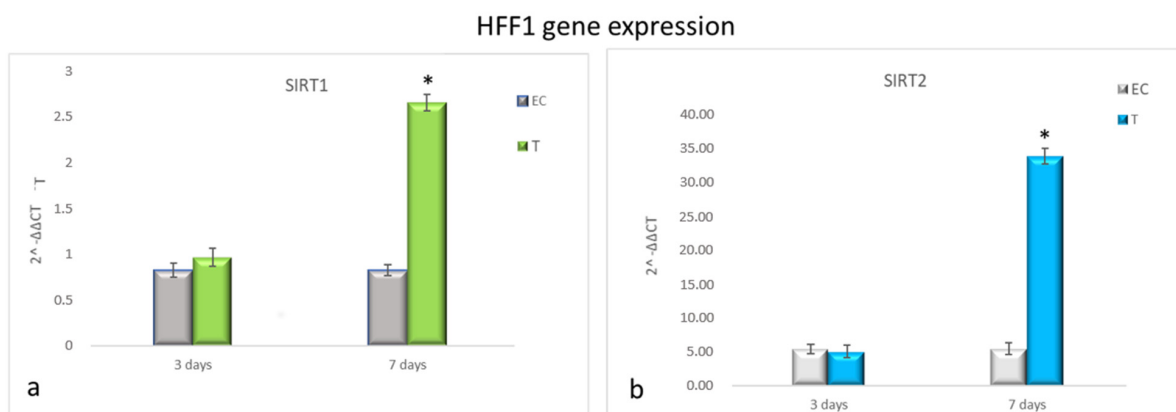 HFF1 gene expression
SIRT1
3
2.5
2
1.5
1
0.5
0
2^-ΔΔCT -T
*
EC
T
3 days
7 days
a
SIRT2
40.00
35.00
30.00
25.00
20.00
15.00
10.00
5.00
0.00
2^-ΔΔCT
*
EC
T
3 days
7 days
b